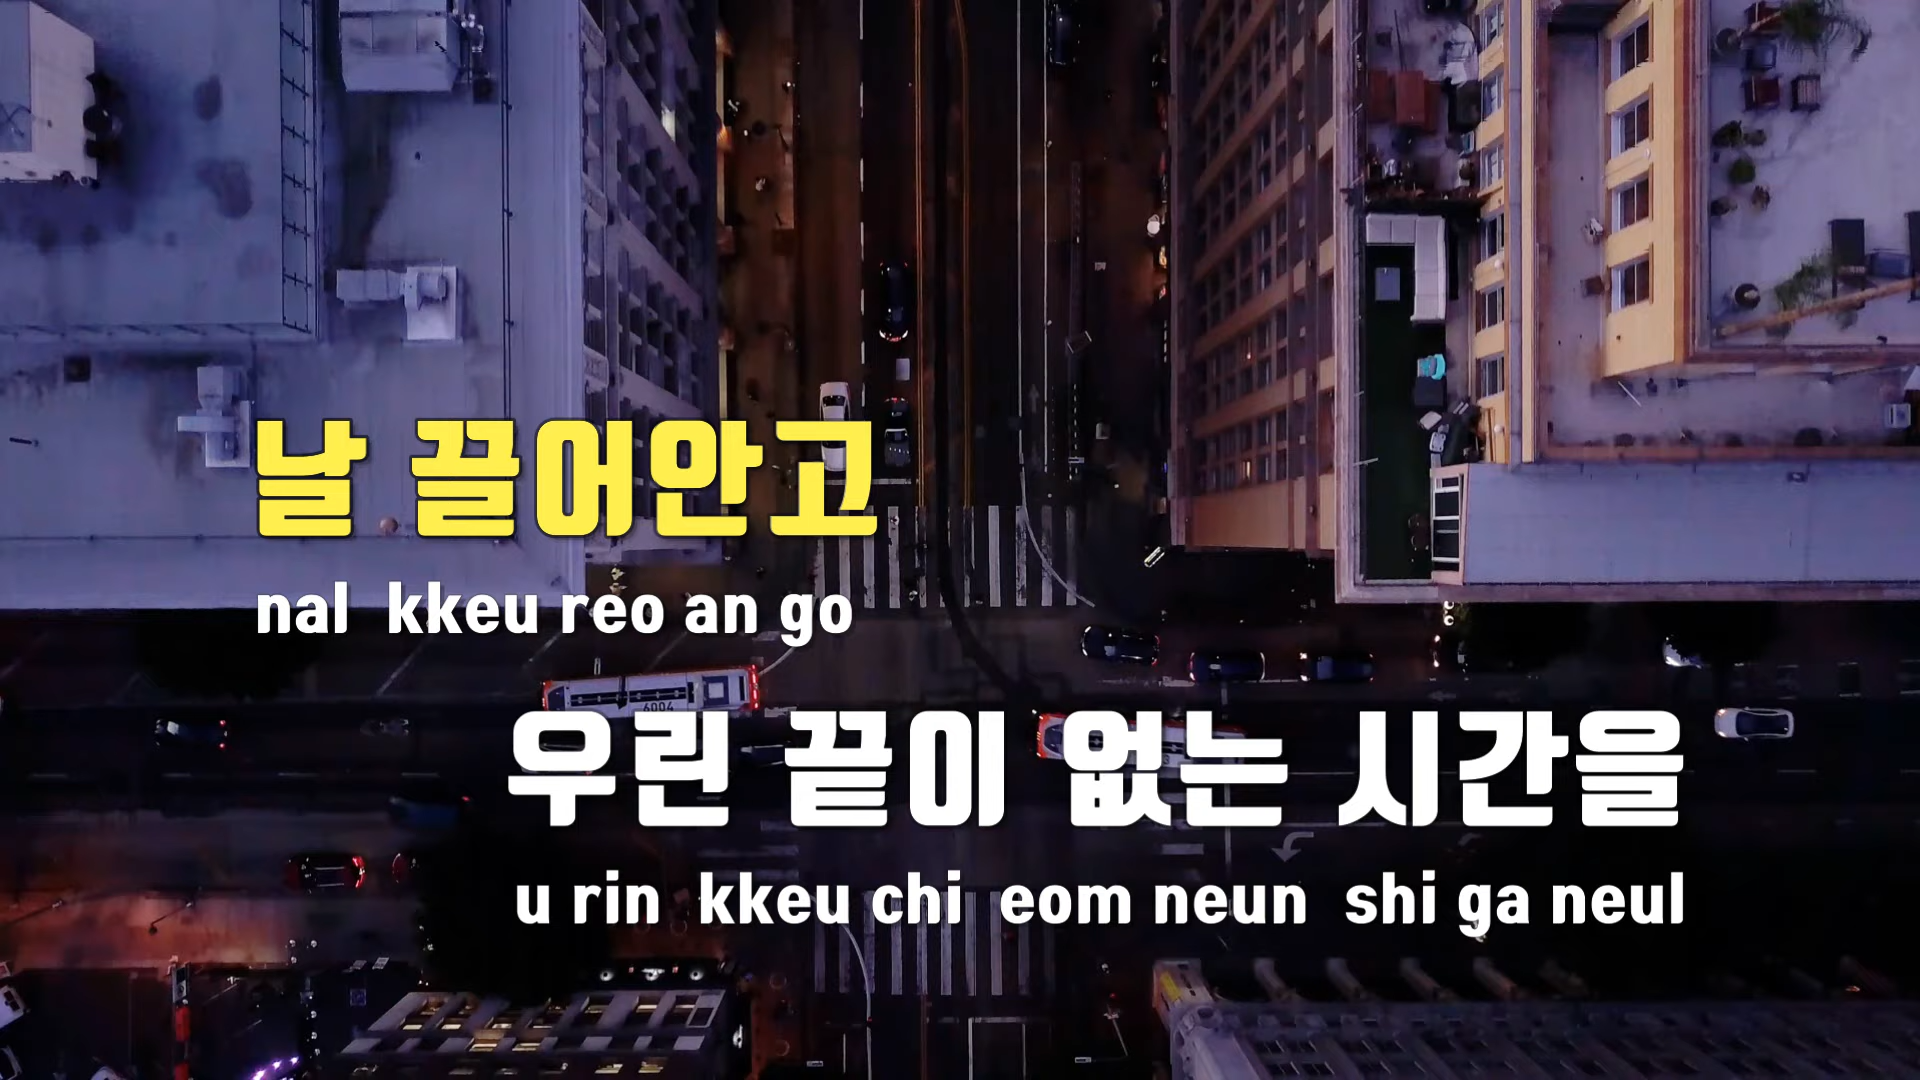 날 끌어안고
nal kkeu reo an go
6004
우린 끝이 없는 시간을
u rin kkeu chi eom neun shi ga neul